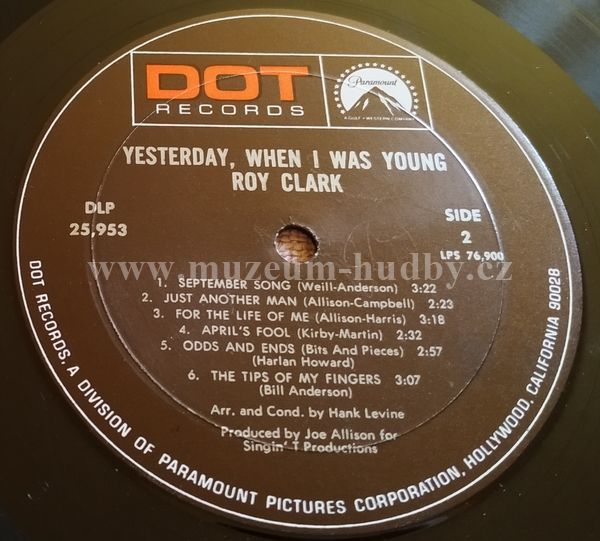 DOT
RECORDS
Paramount
A GULF + WESTERN COMPANY
YESTERDAY, WHEN I WAS YOUNG
ROY CLARK
DLP
25,953
SIDE
2
LPS 76,900
www.muzeum-hudby.cz
1. SEPTEMBER SONG (Weill-Anderson) 3:22
2. JUST ANOTHER MAN (Allison-Campbell) 2:23
3. FOR THE LIFE OF ME (Allison-Harris) 3:18
4. APRIL'S FOOL (Kirby-Martin) 2:32
5. ODDS AND ENDS (Bits And Pieces) 2:57
(Harlan Howard)
6. THE TIPS OF MY FINGERS 3:07
(Bill Anderson)
Arr. and Cond. by Hank Levine
Produced by Joe Allison for
Singin' T Productions
DOT RECORDS, A DIVISION OF PARAMOUNT PICTURES CORPORATION, HOLLYWOOD, CALIFORNIA 90028